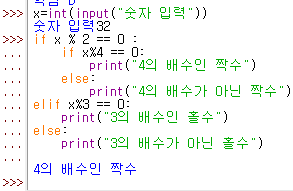 >>> x=int(input("숫자 입력"))
숫자 입력32
>>> if x % 2 == 0 :
...     if x%4 == 0:
...         print("4의 배수인 짝수")
...     else:
...         print("4의 배수가 아닌 짝수")
... elif x%3 == 0:
...     print("3의 배수인 홀수")
... else:
...     print("3의 배수가 아닌 홀수")
...
4의 배수인 짝수
>>>